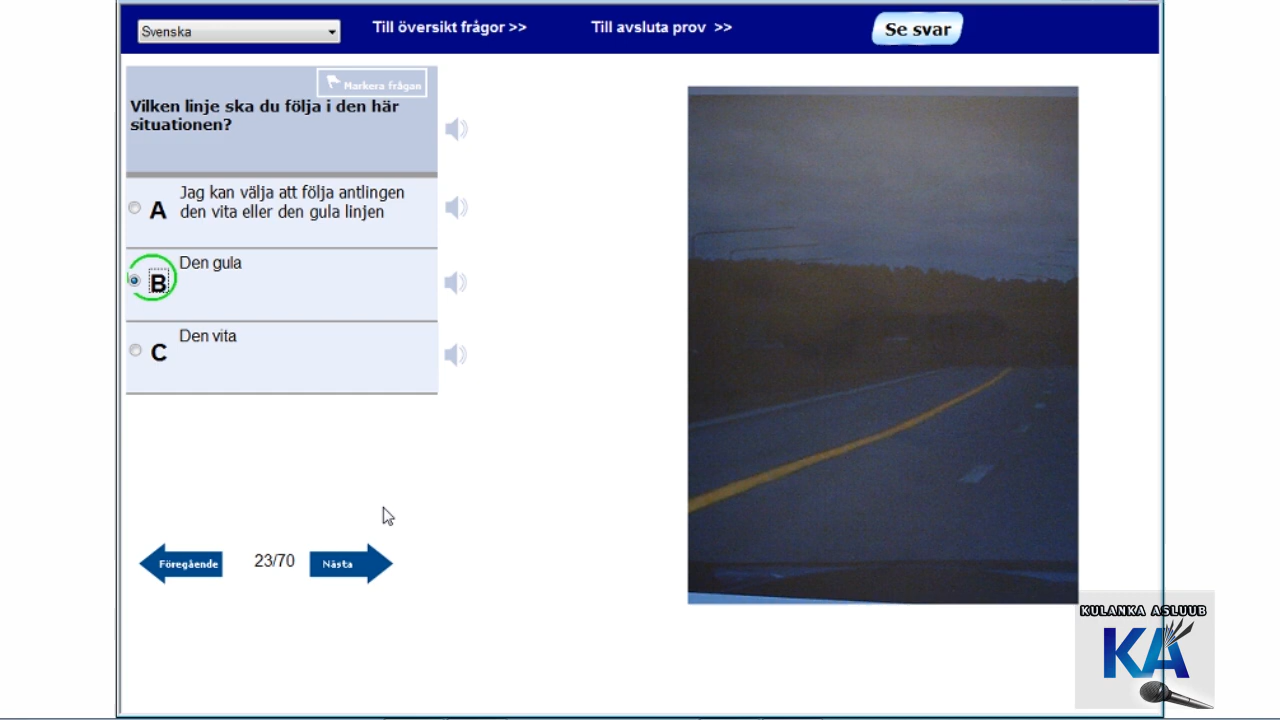 Svenska
Till översikt frågor >>
Till avsluta prov >>
Se svar
Markera frågan
Vilken linje ska du följa i den här
situationen?
A
Jag kan välja att följa antlingen
den vita eller den gula linjen
B
Den gula
C
Den vita
Föregående
23/70
Nästa
KULANKA ASLUUB
KA